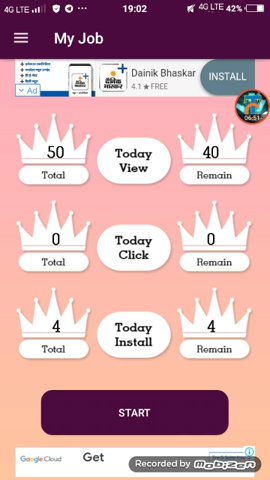 4G LTE 19:02 4G LTE 42%
My Job
Ad
Dainik Bhaskar
4.1★FREE
INSTALL
06:51
50
Total
Today
View
40
Remain
0
Total
Today
Click
0
Remain
4
Total
Today
Install
4
Remain
START
Google Cloud
Get
Recorded by mobizen